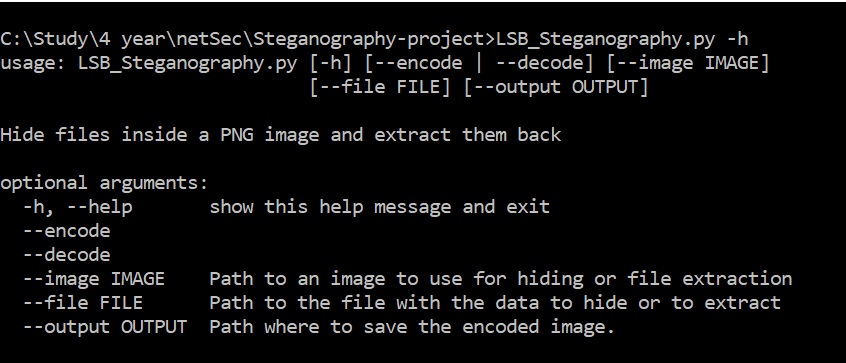 C:\Study\4 year\netSec\Steganography-project>LSB_Steganography.py -h
usage: LSB_Steganography.py [-h] [--encode | --decode] [--image IMAGE]
                            [--file FILE] [--output OUTPUT]
Hide files inside a PNG image and extract them back
optional arguments:
  -h, --help       show this help message and exit
  --encode
  --decode
  --image IMAGE    Path to an image to use for hiding or file extraction
  --file FILE      Path to the file with the data to hide or to extract
  --output OUTPUT  Path where to save the encoded image.